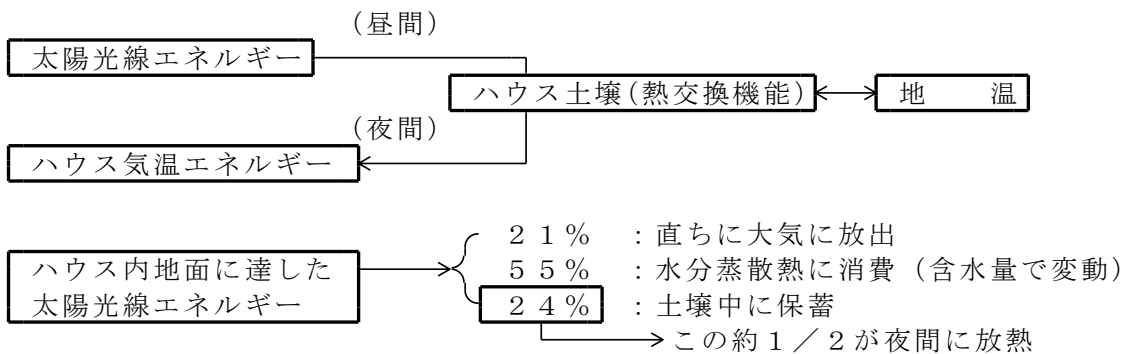 (昼間)
太陽光線エネルギー
ハウス土壌(熱交換機能)
地　　温
(夜間)
ハウス気温エネルギー
ハウス内地面に達した
太陽光線エネルギー
２１％　：直ちに大気に放出
５５％　：水分蒸散熱に消費（含水量で変動）
２４％　：土壌中に保蓄
この約１／２が夜間に放熱